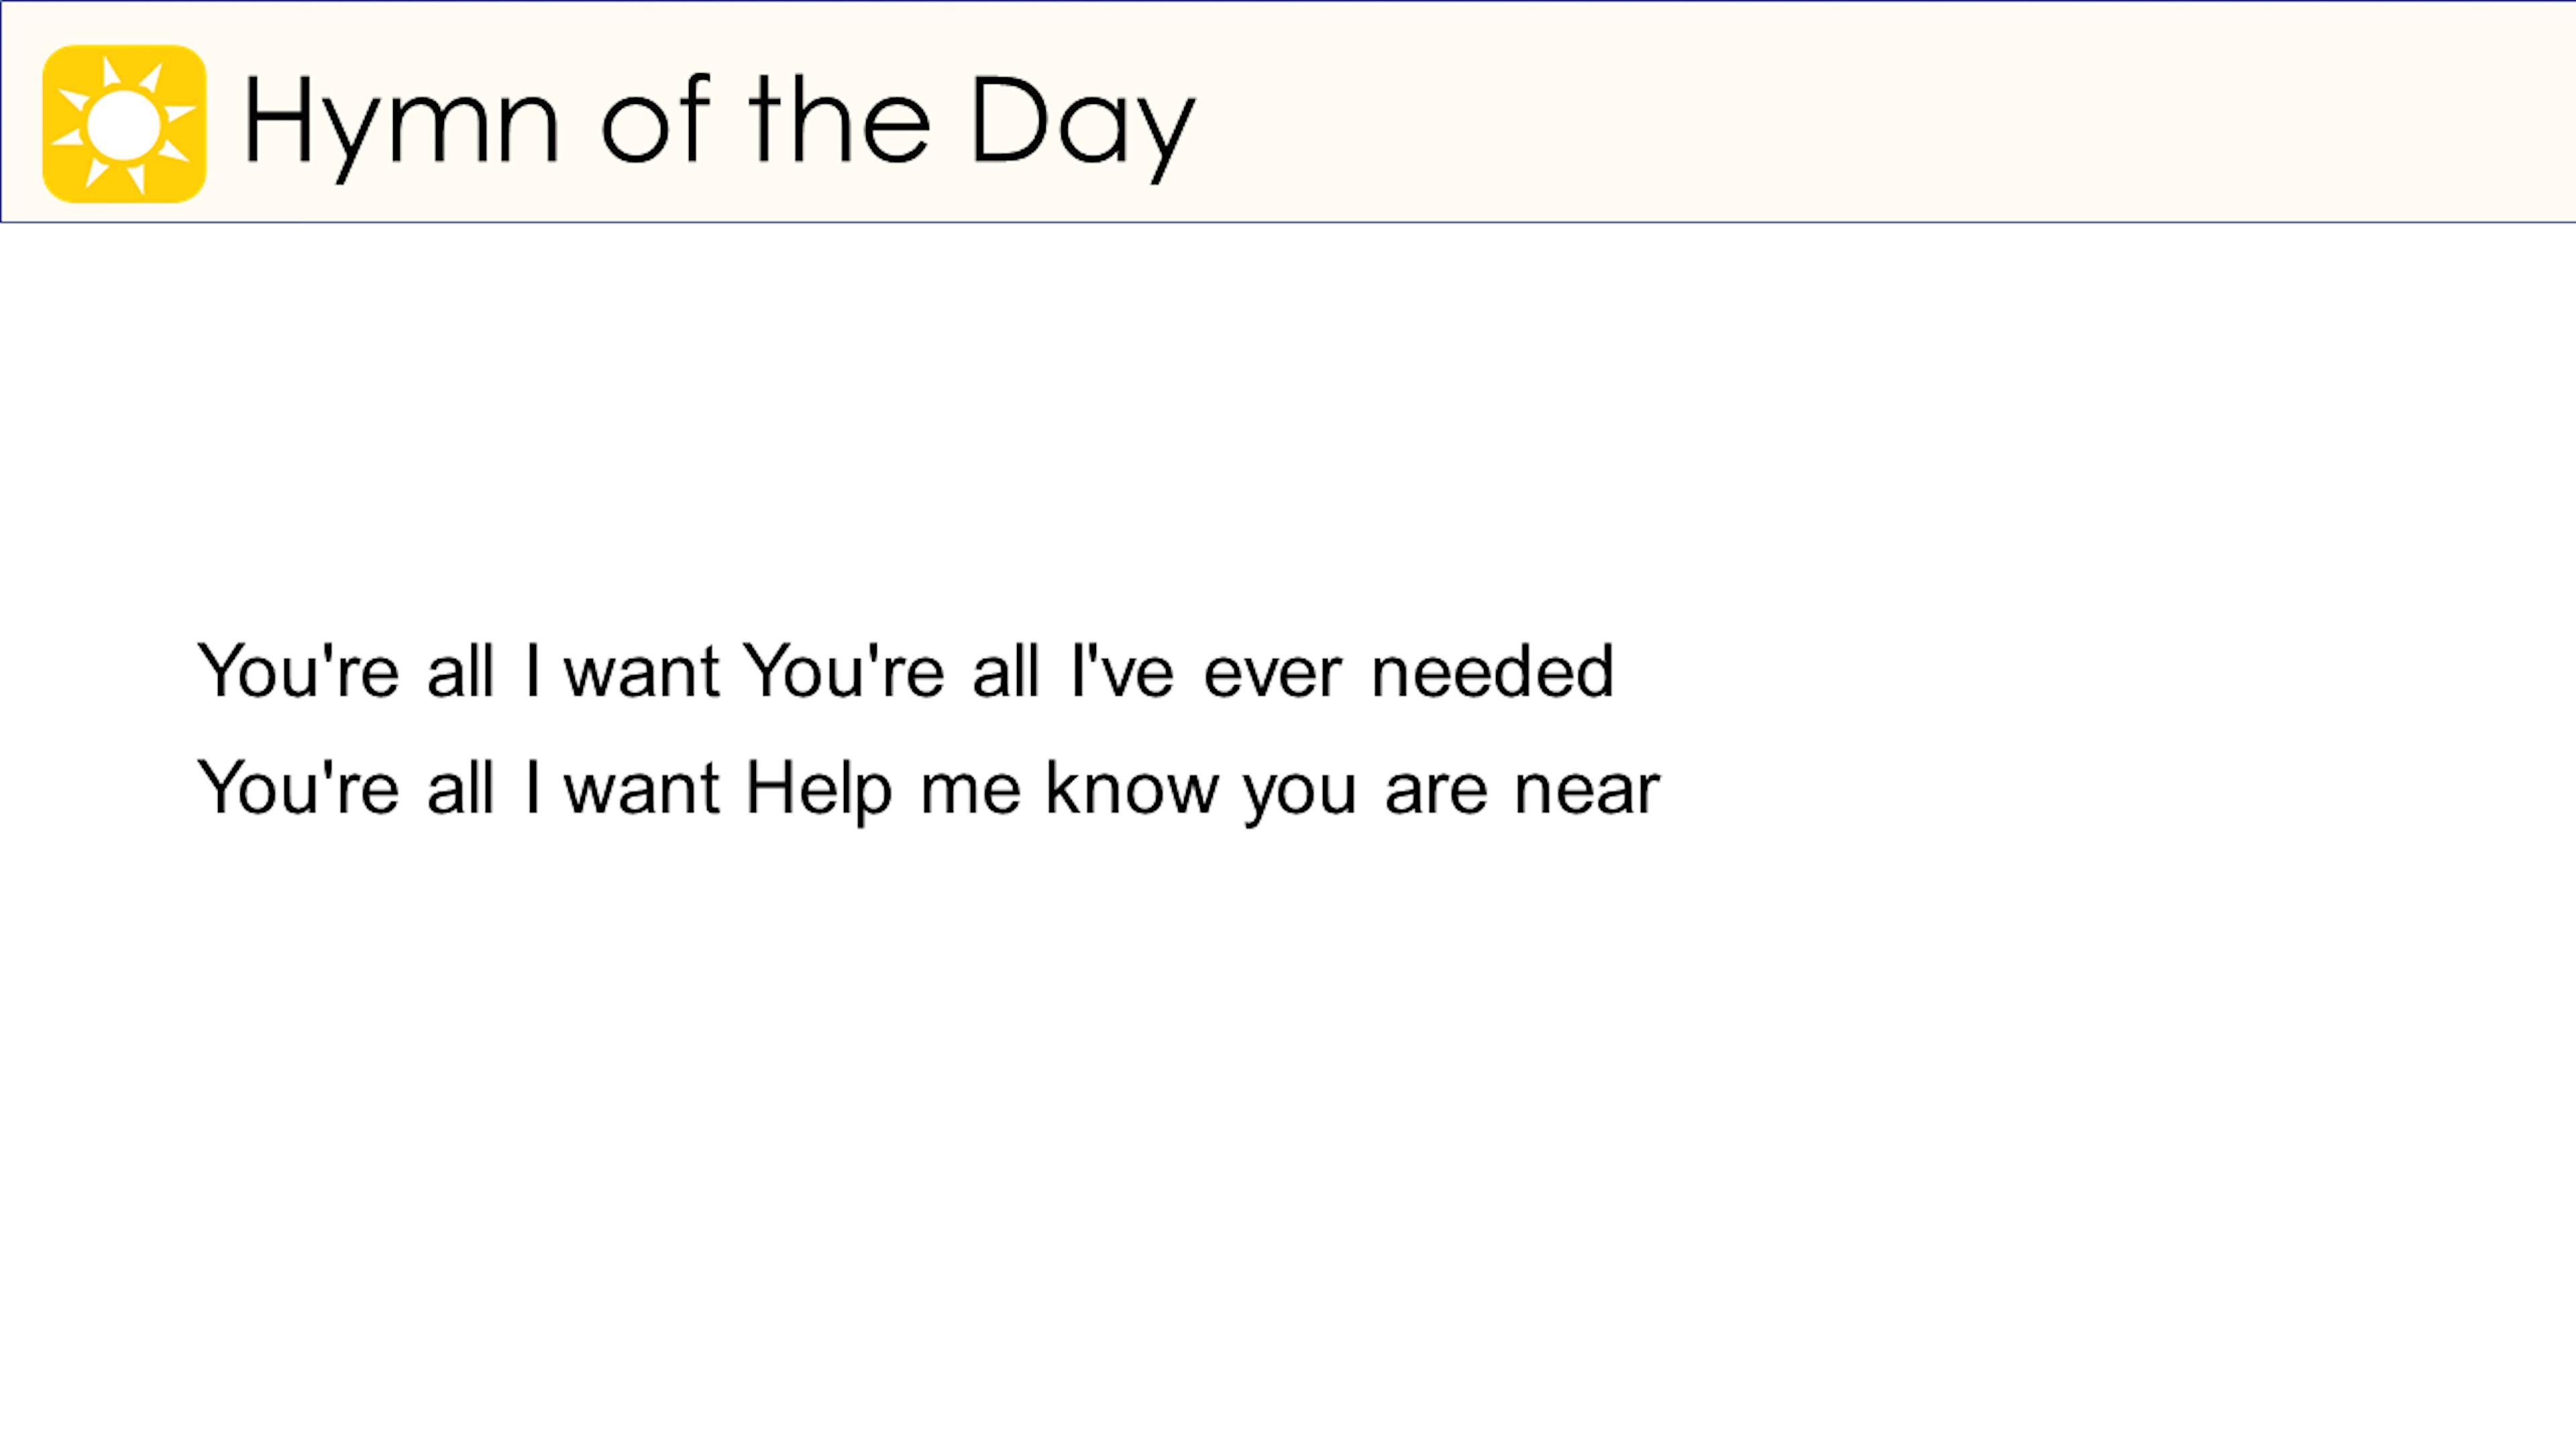 Hymn of the Day
You're all I want You're all I've ever needed
You're all I want Help me know you are near